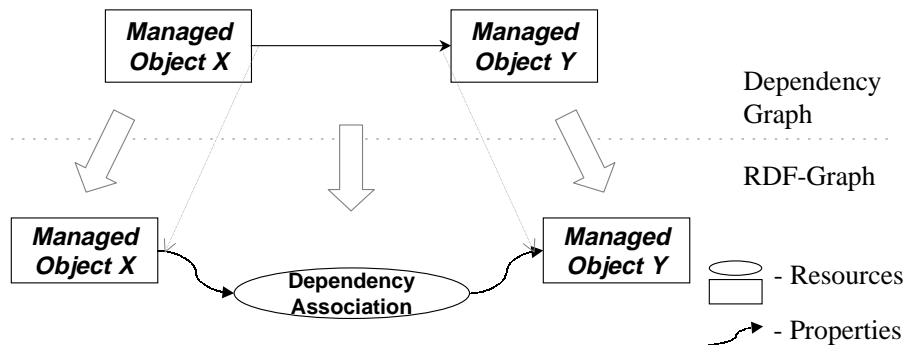 Managed
Object X
Managed
Object Y
Dependency
Graph
RDF-Graph
Managed
Object X
Dependency
Association
Managed
Object Y
- Resources
- Properties